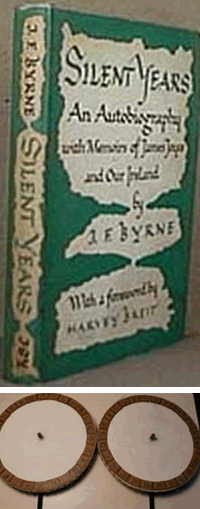 J.F. BYRNE
SILENT YEARS
SILENT YEARS
An Autobiography
with Memoirs of James Joyce
and Our Ireland
by
J.F. BYRNE
With a foreword by
HARVEY BREIT